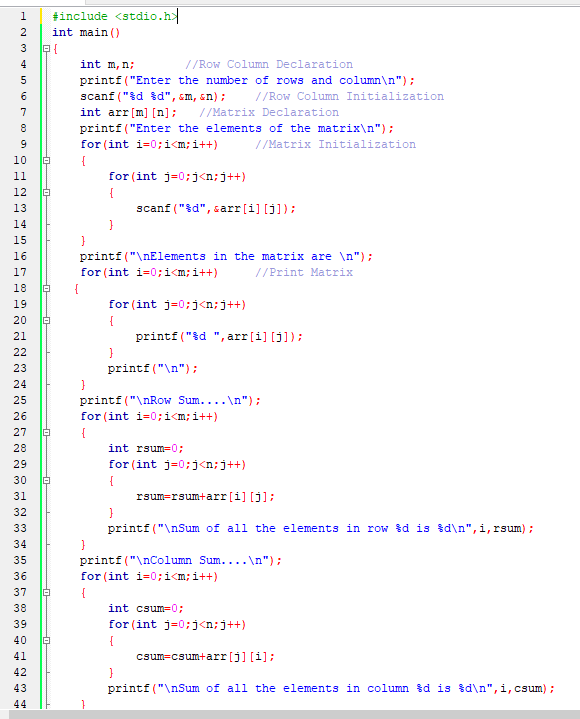 1 #include <stdio.h>
2 int main()
3 {
4 int m,n; //Row Column Declaration
5 printf("Enter the number of rows and column\n");
6 scanf("%d %d",&m,&n); //Row Column Initialization
7 int arr[m][n]; //Matrix Declaration
8 printf("Enter the elements of the matrix\n");
9 for(int i=0;i<m;i++) //Matrix Initialization
10 {
11 for(int j=0;j<n;j++)
12 {
13 scanf("%d",&arr[i][j]);
14 }
15 }
16 printf("\nElements in the matrix are \n");
17 for(int i=0;i<m;i++) //Print Matrix
18 {
19 for(int j=0;j<n;j++)
20 {
21 printf("%d ",arr[i][j]);
22 }
23 printf("\n");
24 }
25 printf("\nRow Sum....\n");
26 for(int i=0;i<m;i++)
27 {
28 int rsum=0;
29 for(int j=0;j<n;j++)
30 {
31 rsum=rsum+arr[i][j];
32 }
33 printf("\nSum of all the elements in row %d is %d\n",i,rsum);
34 }
35 printf("\nColumn Sum....\n");
36 for(int i=0;i<m;i++)
37 {
38 int csum=0;
39 for(int j=0;j<n;j++)
40 {
41 csum=csum+arr[j][i];
42 }
43 printf("\nSum of all the elements in column %d is %d\n",i,csum);
44 }